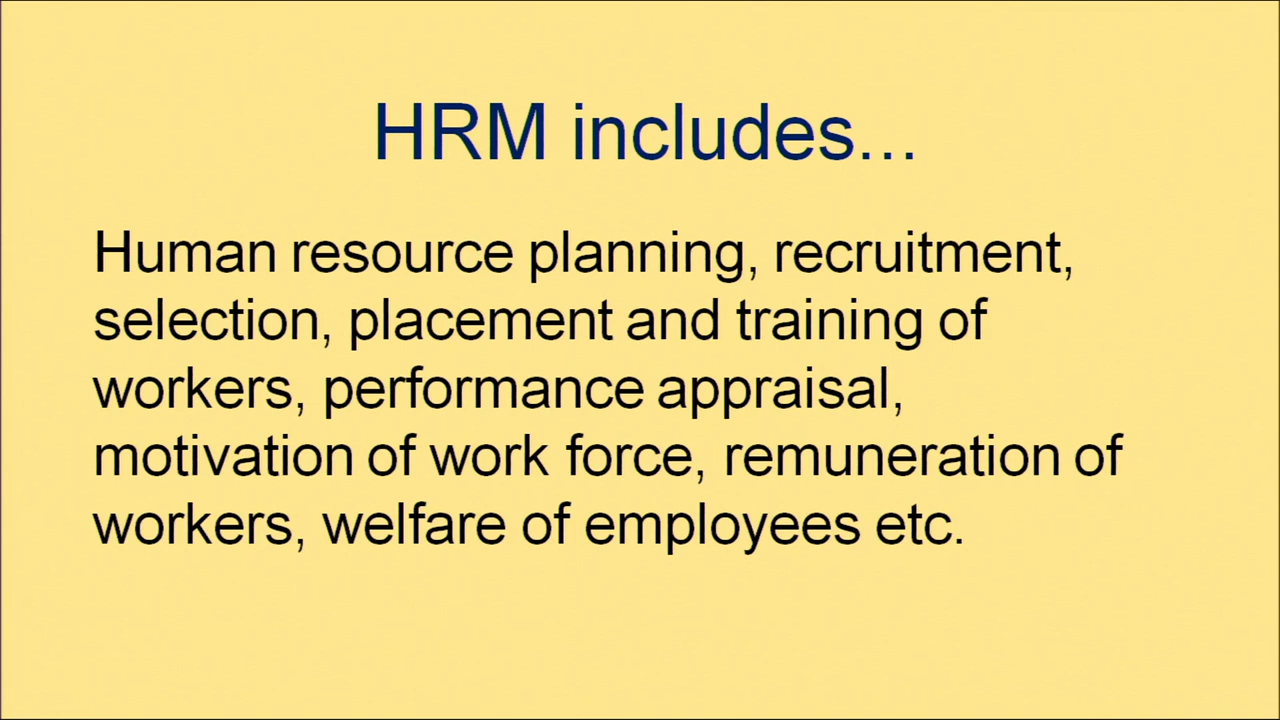 HRM includes...
Human resource planning, recruitment,
selection, placement and training of
workers, performance appraisal,
motivation of work force, remuneration of
workers, welfare of employees etc.